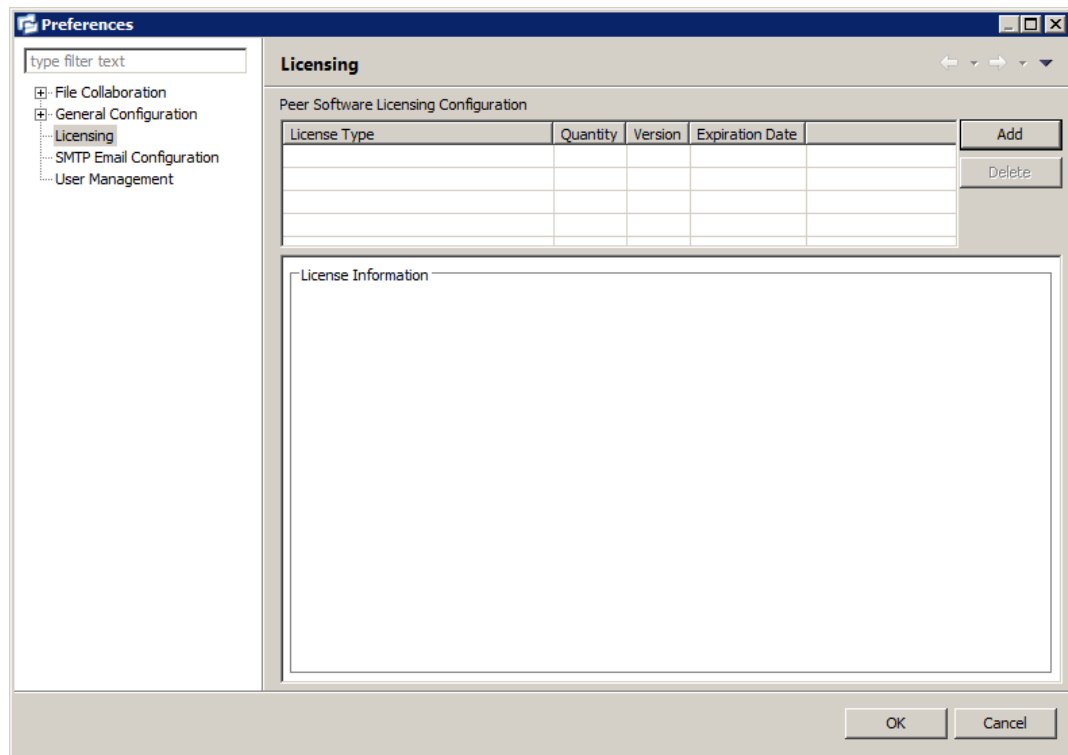 Preferences
type filter text
File Collaboration
General Configuration
Licensing
SMTP Email Configuration
User Management
Licensing
Peer Software Licensing Configuration
License Type Quantity Version Expiration Date
Add
Delete
License Information
OK Cancel